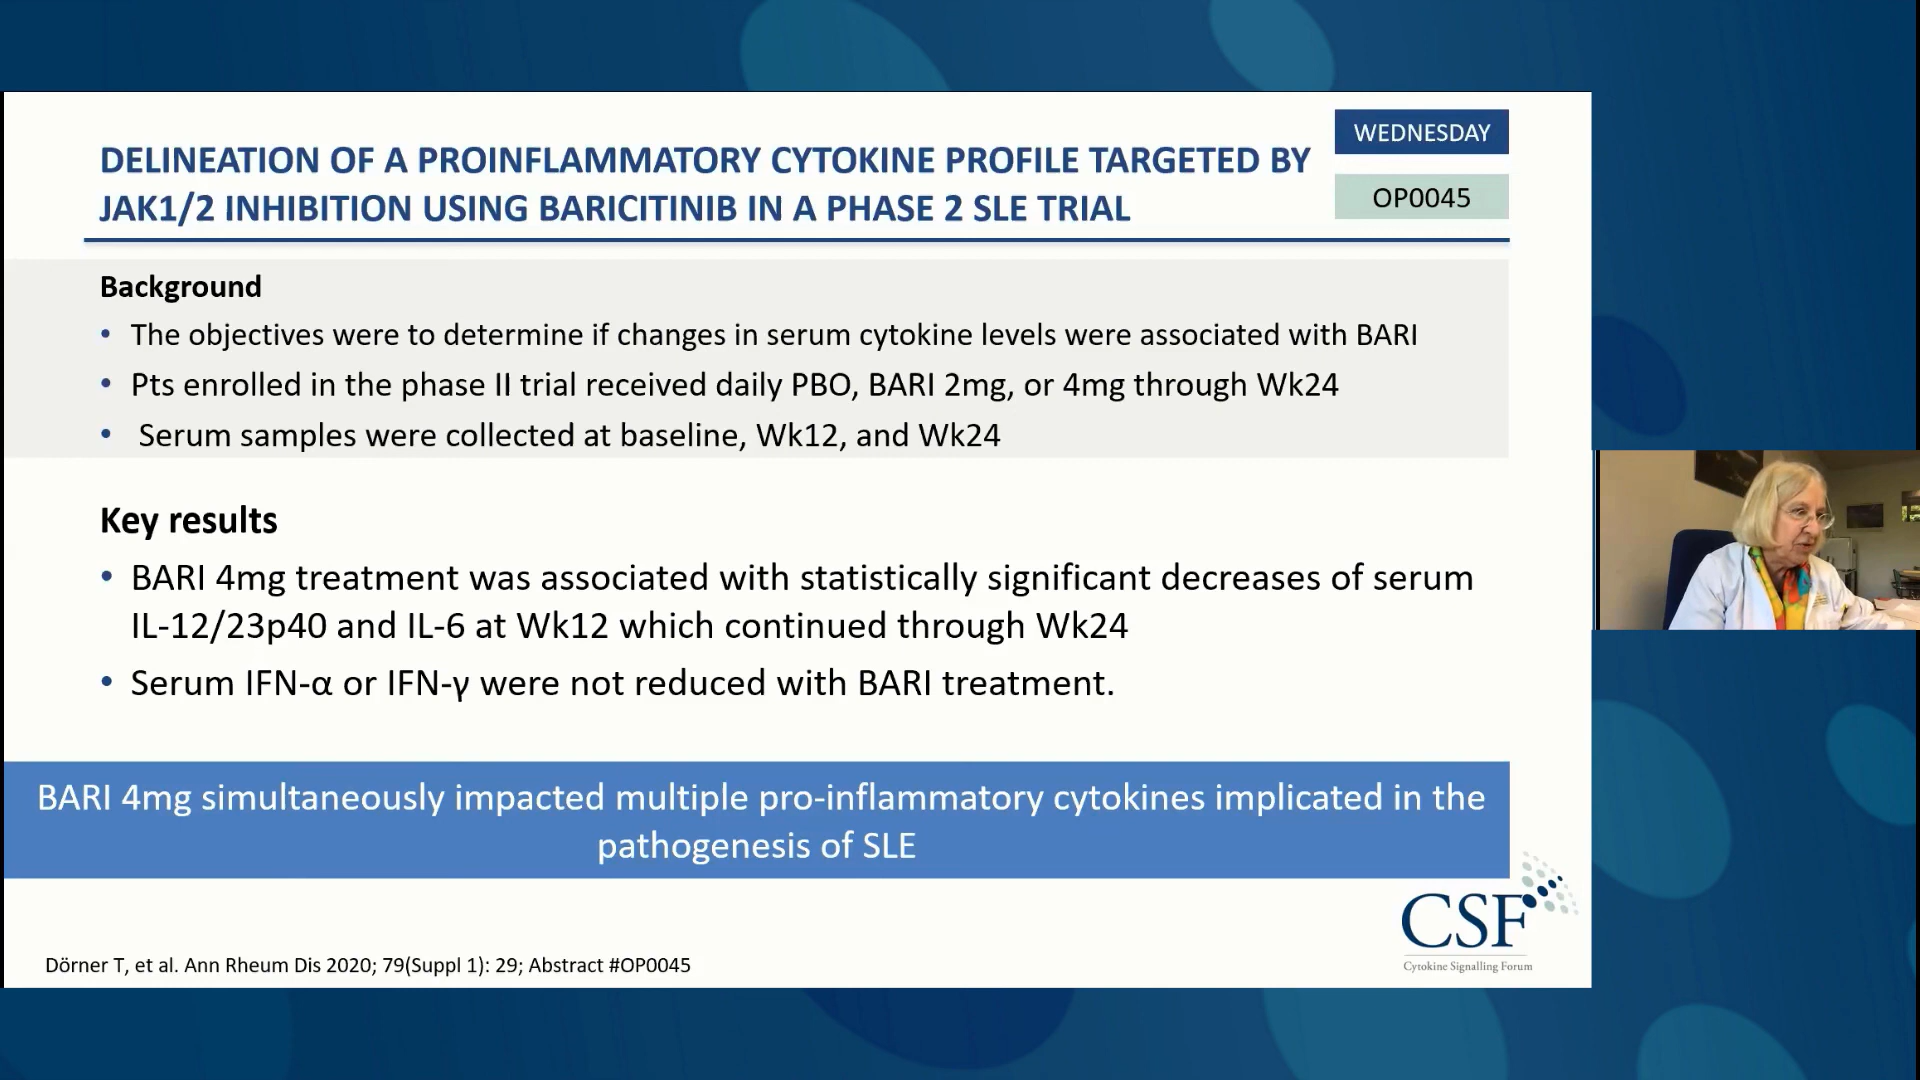 DELINEATION OF A PROINFLAMMATORY CYTOKINE PROFILE TARGETED BY
JAK1/2 INHIBITION USING BARICITINIB IN A PHASE 2 SLE TRIAL
WEDNESDAY
OP0045
Background
• The objectives were to determine if changes in serum cytokine levels were associated with BARI
• Pts enrolled in the phase II trial received daily PBO, BARI 2mg, or 4mg through Wk24
• Serum samples were collected at baseline, Wk12, and Wk24
Key results
• BARI 4mg treatment was associated with statistically significant decreases of serum
IL-12/23p40 and IL-6 at Wk12 which continued through Wk24
• Serum IFN-α or IFN-γ were not reduced with BARI treatment.
BARI 4mg simultaneously impacted multiple pro-inflammatory cytokines implicated in the
pathogenesis of SLE
CSF
Cytokine Signalling Forum
Dörner T, et al. Ann Rheum Dis 2020; 79(Suppl 1): 29; Abstract #OP0045